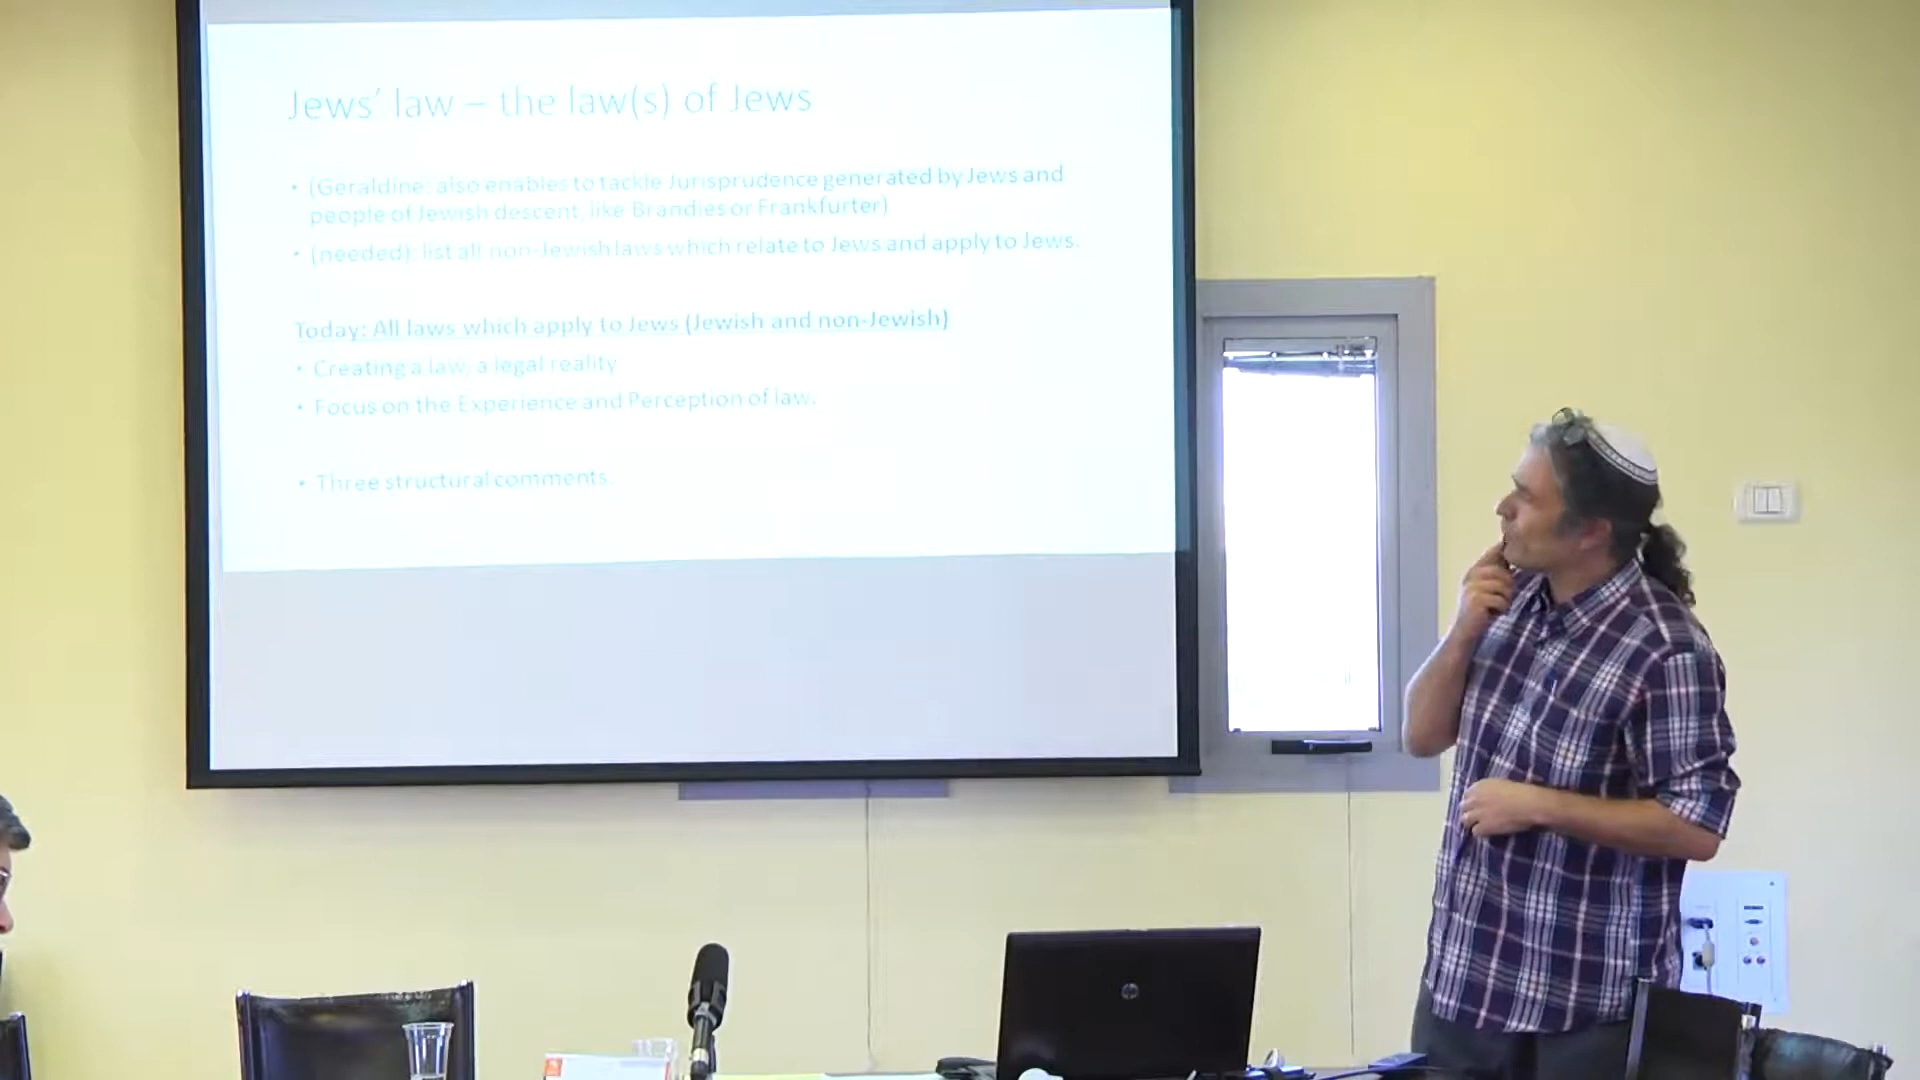 Jews' law – the law(s) of Jews
• (Geraldine: also enables to tackle Jurisprudence generated by Jews and
people of Jewish descent, like Brandies or Frankfurter)
• (needed): list all non-Jewish laws which relate to Jews and apply to Jews.
Today: All laws which apply to Jews (Jewish and non-Jewish)
• Creating a law, a legal reality
• Focus on the Experience and Perception of law.
• Three structural comments.
hp